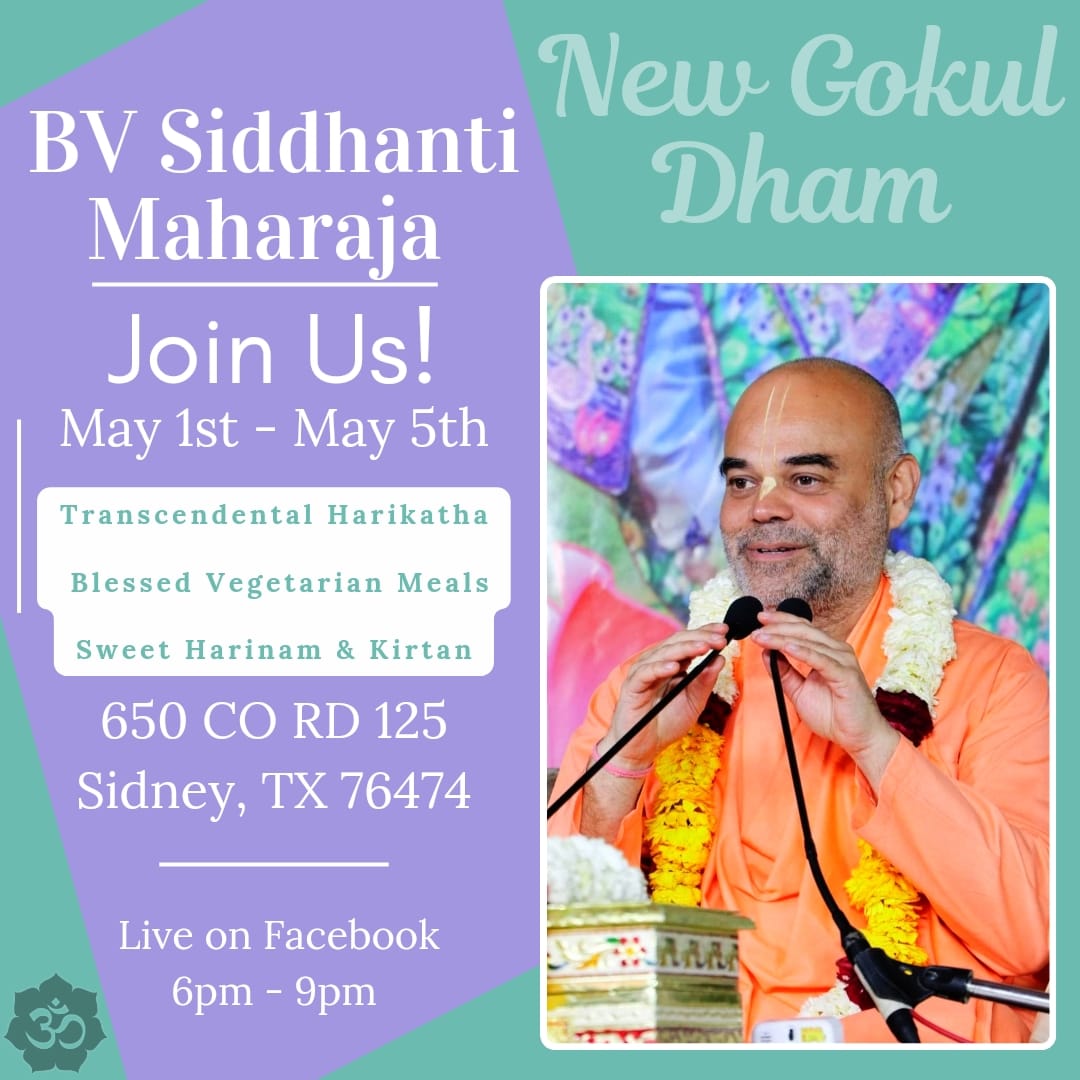 New Gokul
Dham
BV Siddhanti
Maharaja
Join Us!
May 1st - May 5th
Transcendental Harikatha
Blessed Vegetarian Meals
Sweet Harinam & Kirtan
650 CO RD 125
Sidney, TX 76474
Live on Facebook
6pm - 9pm
ॐ